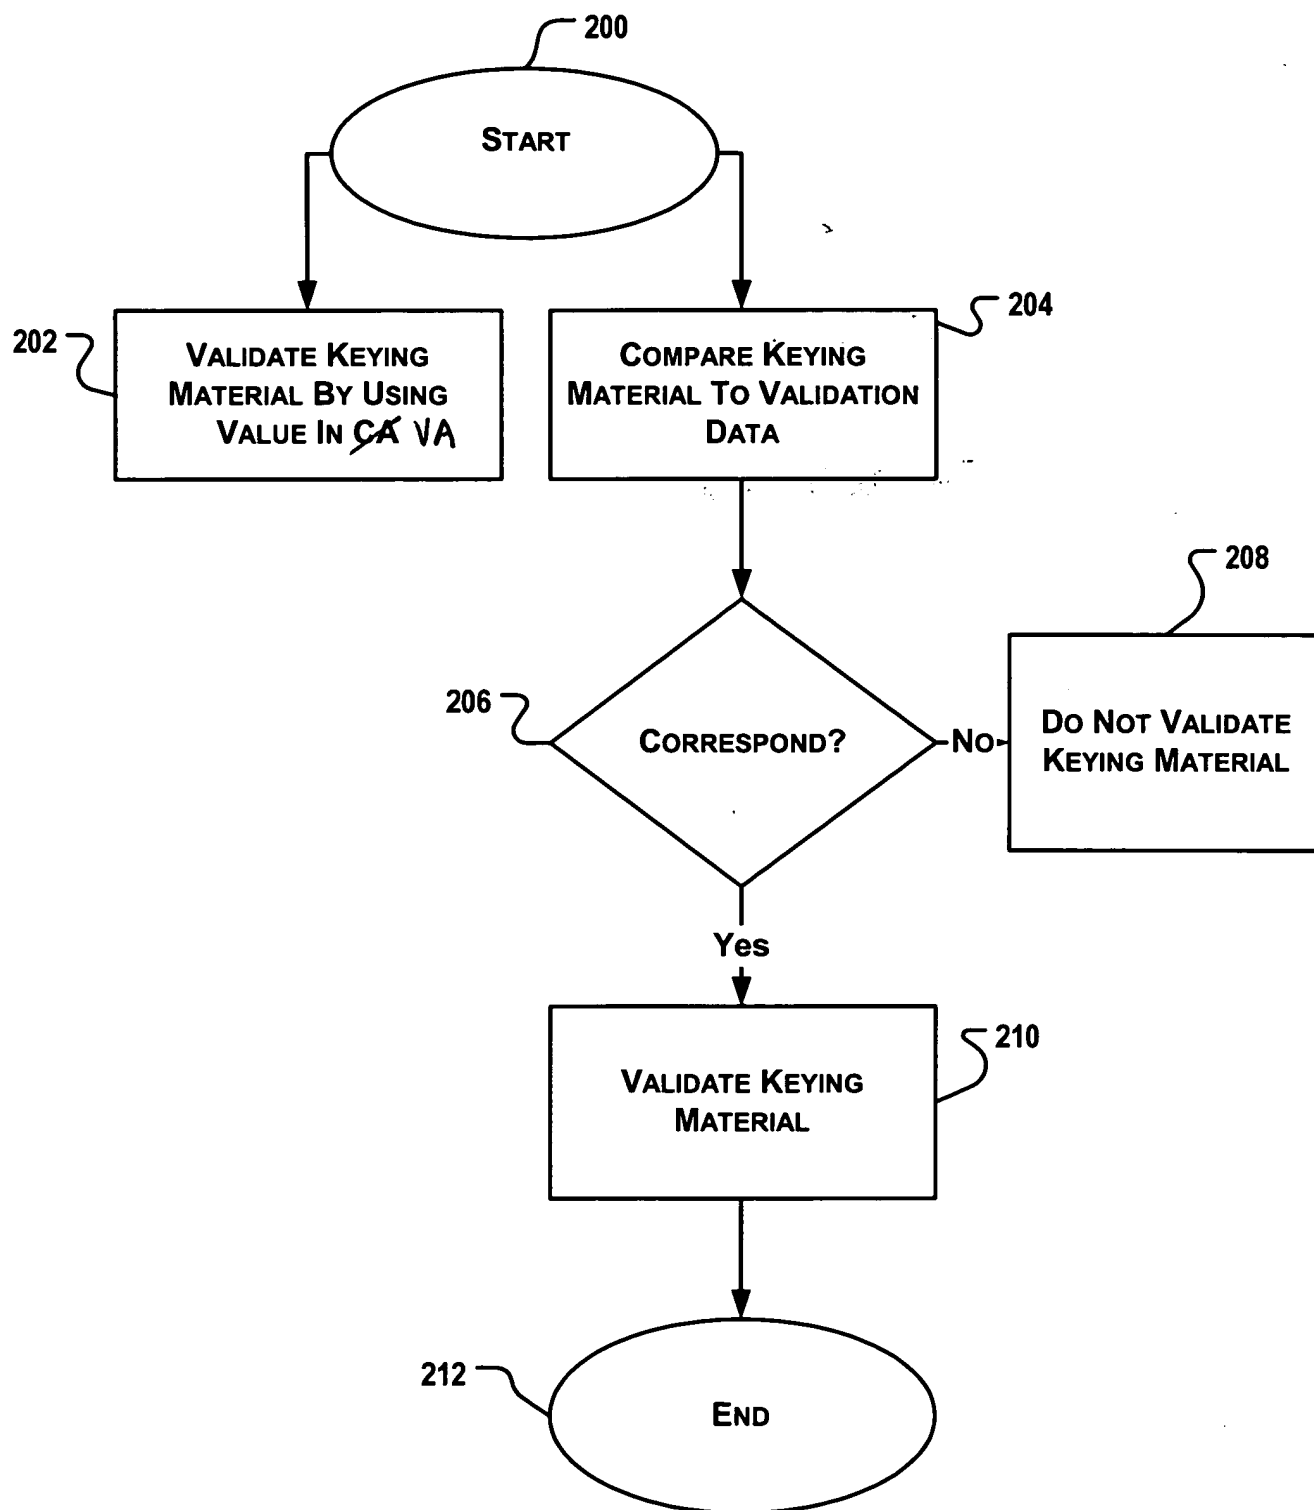 200
START
202
VALIDATE KEYING
MATERIAL BY USING
VALUE IN CA VA
204
COMPARE KEYING
MATERIAL TO VALIDATION
DATA
206
CORRESPOND?
NO
208
DO NOT VALIDATE
KEYING MATERIAL
Yes
210
VALIDATE KEYING
MATERIAL
212
END